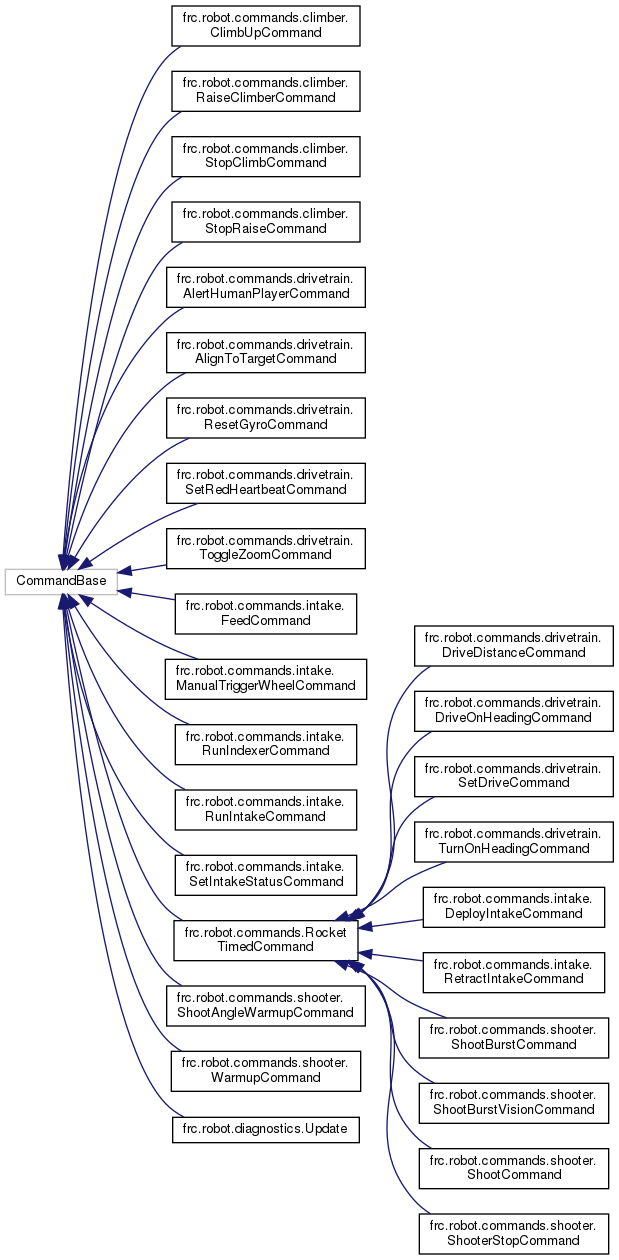 frc.robot.commands.climber.
ClimbUpCommand
frc.robot.commands.climber.
RaiseClimberCommand
frc.robot.commands.climber.
StopClimbCommand
frc.robot.commands.climber.
StopRaiseCommand
frc.robot.commands.drivetrain.
AlertHumanPlayerCommand
frc.robot.commands.drivetrain.
AlignToTargetCommand
frc.robot.commands.drivetrain.
ResetGyroCommand
frc.robot.commands.drivetrain.
SetRedHeartbeatCommand
frc.robot.commands.drivetrain.
ToggleZoomCommand
CommandBase
frc.robot.commands.intake.
FeedCommand
frc.robot.commands.intake.
ManualTriggerWheelCommand
frc.robot.commands.intake.
RunIndexerCommand
frc.robot.commands.intake.
RunIntakeCommand
frc.robot.commands.intake.
SetIntakeStatusCommand
frc.robot.commands.Rocket
TimedCommand
frc.robot.commands.shooter.
ShootAngleWarmupCommand
frc.robot.commands.shooter.
WarmupCommand
frc.robot.diagnostics.Update
frc.robot.commands.drivetrain.
DriveDistanceCommand
frc.robot.commands.drivetrain.
DriveOnHeadingCommand
frc.robot.commands.drivetrain.
SetDriveCommand
frc.robot.commands.drivetrain.
TurnOnHeadingCommand
frc.robot.commands.intake.
DeployIntakeCommand
frc.robot.commands.intake.
RetractIntakeCommand
frc.robot.commands.shooter.
ShootBurstCommand
frc.robot.commands.shooter.
ShootBurstVisionCommand
frc.robot.commands.shooter.
ShootCommand
frc.robot.commands.shooter.
ShooterStopCommand